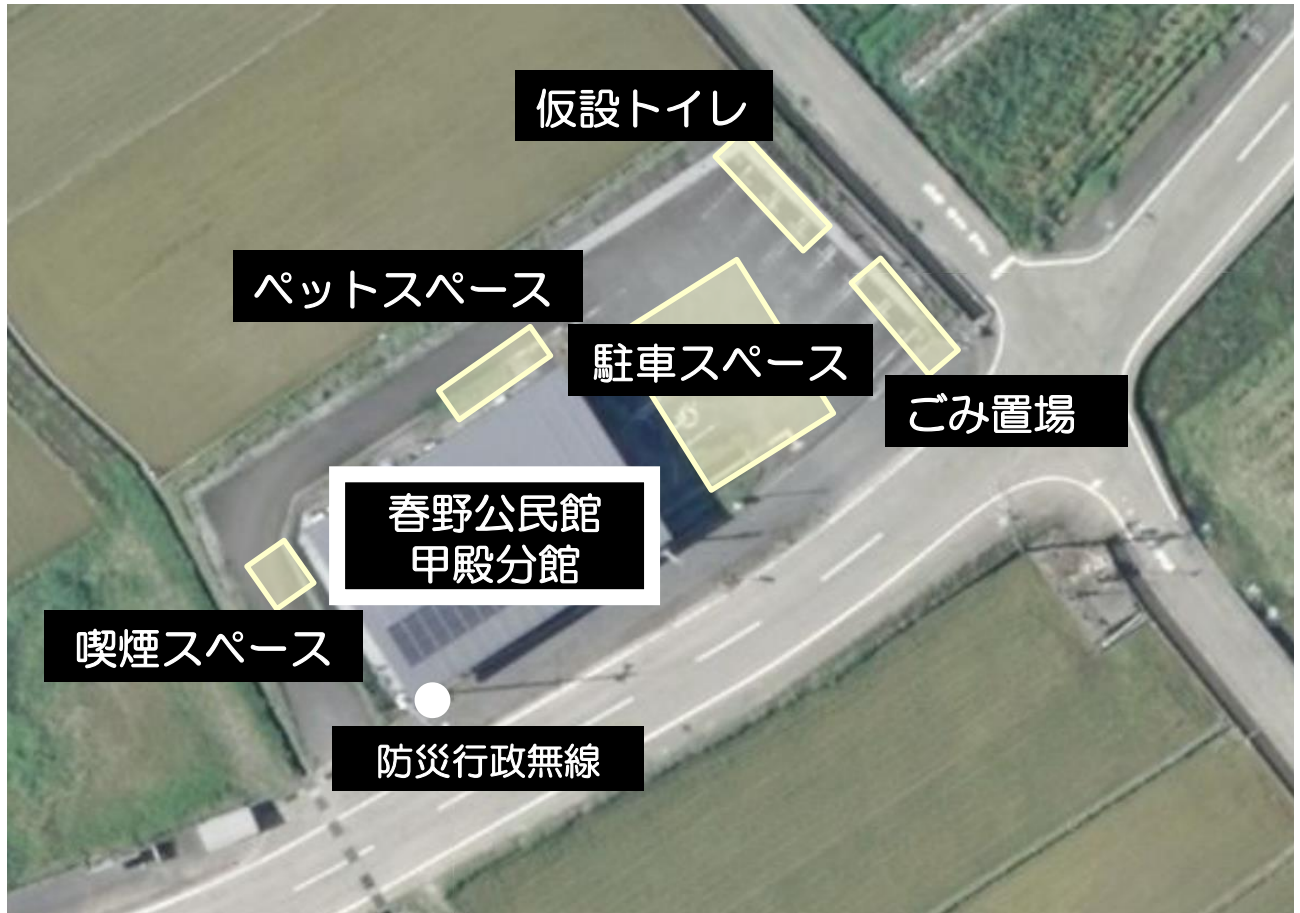 仮設トイレ
ペットスペース
駐車スペース
ごみ置場
春野公民館
甲殿分館
喫煙スペース
防災行政無線